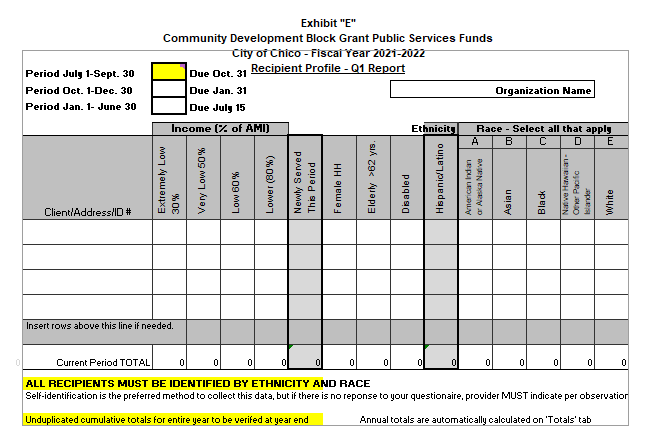 Exhibit "E"
Community Development Block Grant Public Services Funds
City of Chico - Fiscal Year 2021-2022
Recipient Profile - Q1 Report
Period July 1-Sept. 30 Due Oct. 31
Period Oct. 1-Dec. 30 Due Jan. 31
Organization Name
Period Jan. 1- June 30 Due July 15
Income (% of AMI) Ethnicity Race - Select all that apply
A B C D E
Client/Address/ID #
Extremely Low
30%
Very Low 50%
Low 60%
Lower (80%)
Newly Served
This Period
Female HH
Elderly >62 yrs.
Disabled
Hispanic/Latino
American Indian
or Alaska Native
Asian
Black
Native Hawaiian -
Other Pacific
Islander
White
Insert rows above this line if needed.
0 Current Period TOTAL 0 0 0 0 0 0 0 0 0 0 0 0 0 0
ALL RECIPIENTS MUST BE IDENTIFIED BY ETHNICITY AND RACE
Self-identification is the preferred method to collect this data, but if there is no reponse to your questionaire, provider MUST indicate per observation
Unduplicated cumulative totals for entire year to be verifed at year end Annual totals are automatically calculated on 'Totals' tab